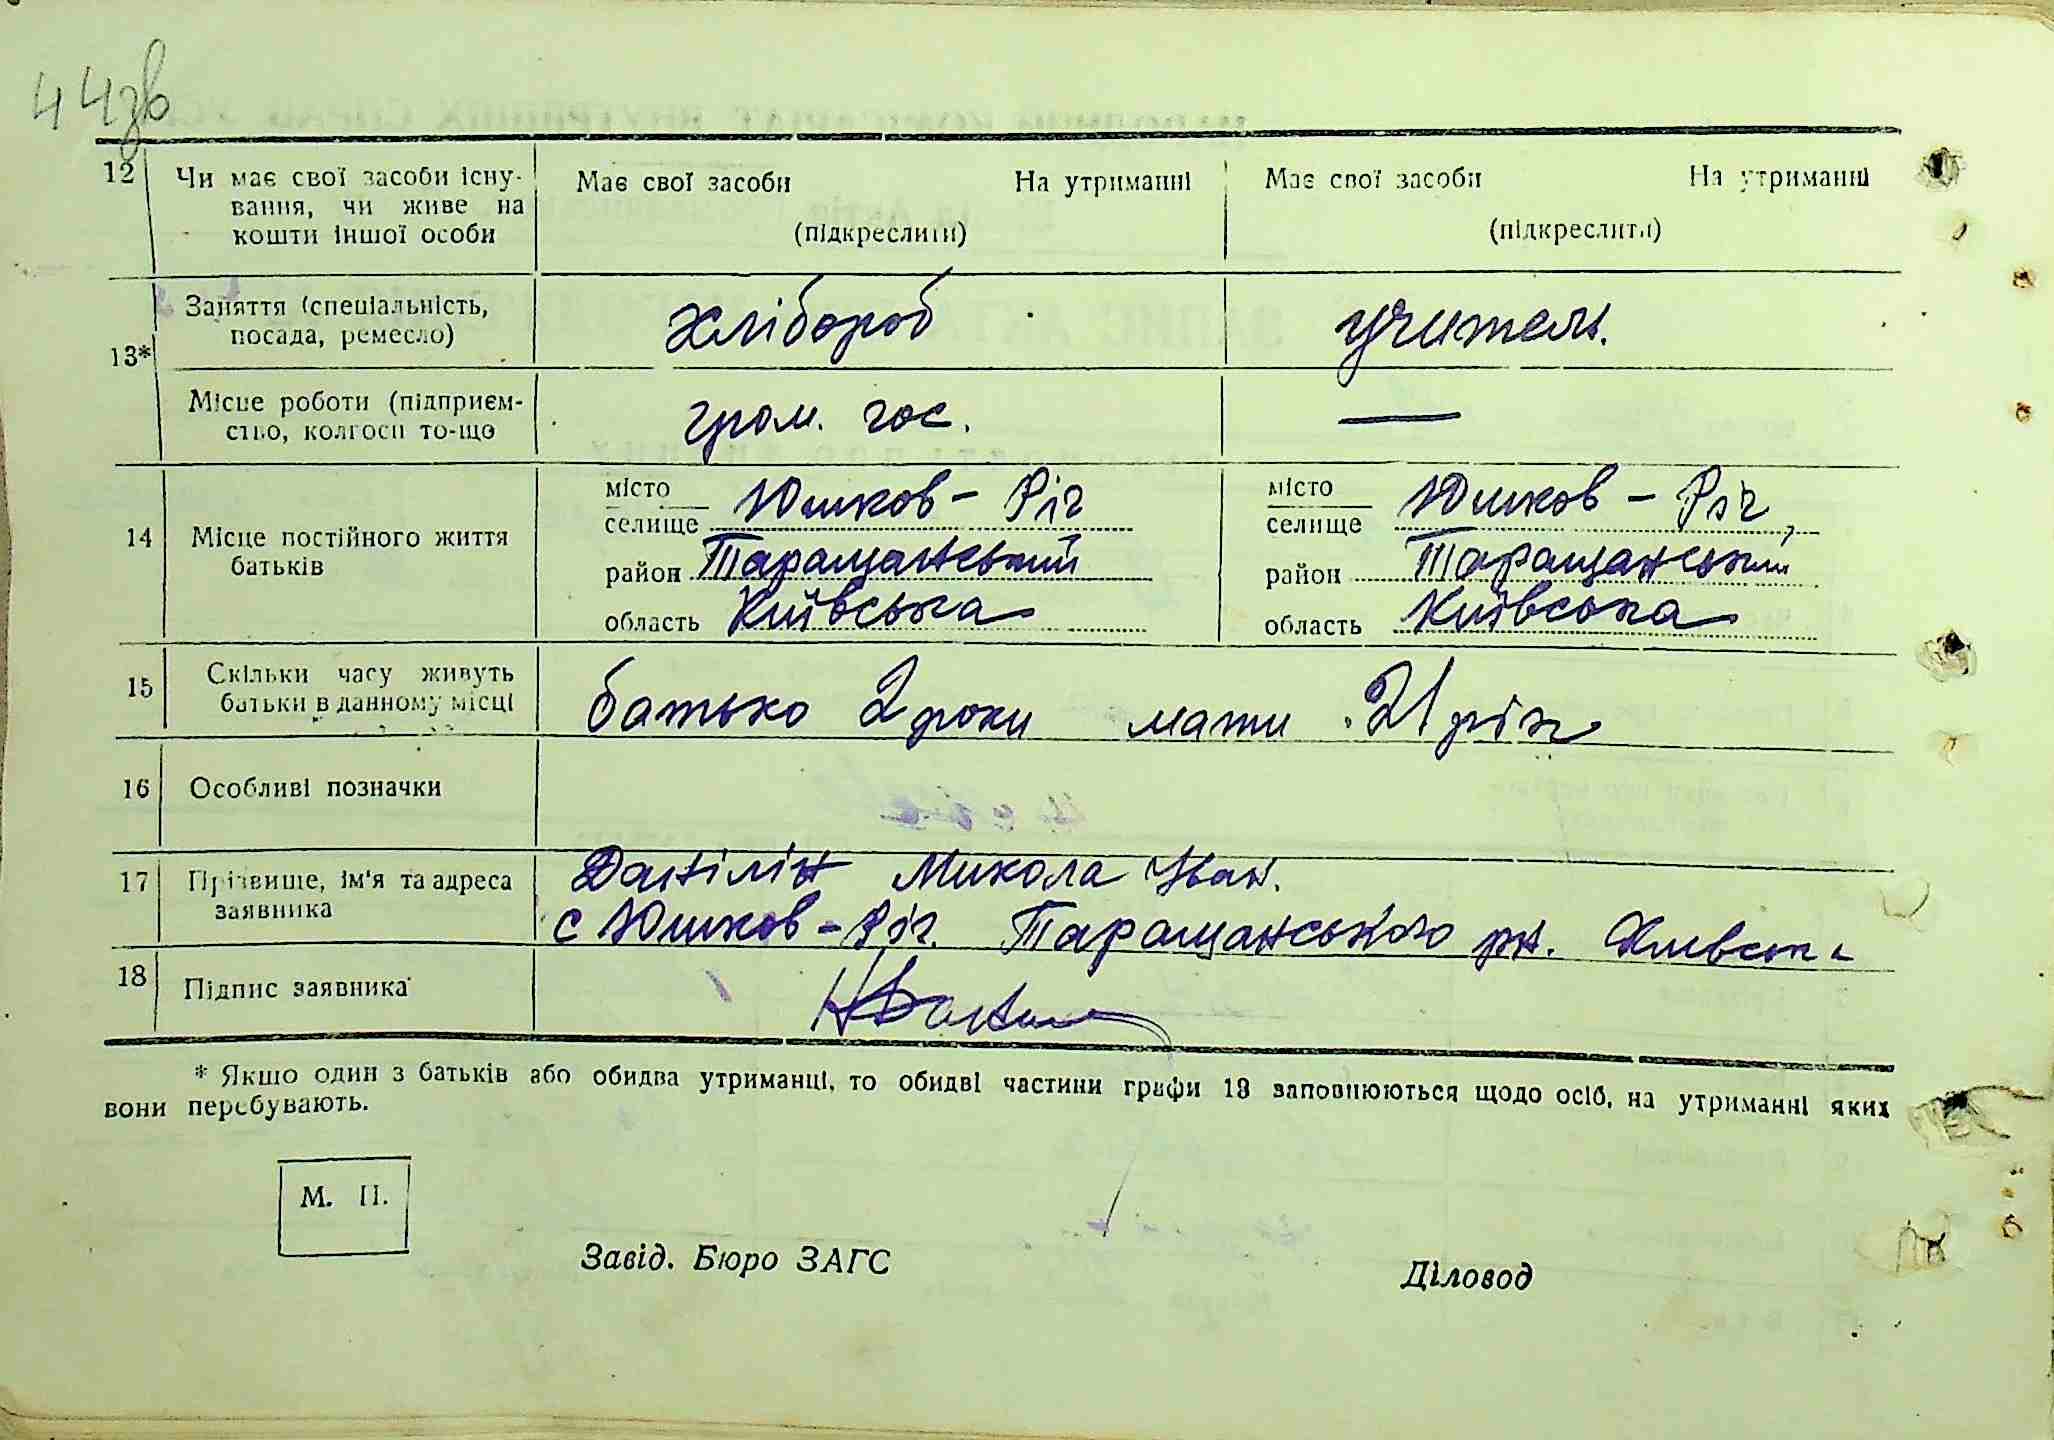 44зв
12 Чи має свої засоби існу- Має свої засоби На утриманні Має свої засоби На утриманні
вання, чи живе на (підкреслити) (підкреслити)
кошти іншої особи
13* Заняття (спеціальність, хлібороб учитель.
посада, ремесло)
Місце роботи (підприєм- гром. гос. —
ство, колгосп то-що
14 Місце постійного життя батьків місто Юшков - Ріг місто Юшков - Ріг,
селище селище
район Таращанський район Таращанський
область Київська область Київська
15 Скільки часу живуть батько 2 роки мати 21 рік
батьки в данному місці
16 Особливі позначки
17 Прізвище, ім'я та адреса Данілін Микола Іван.
заявника с Юшков - Ріг. Таращанського рн.
18 Підпис заявника
* Якщо один з батьків або обидва утриманці, то обидві частини графи 13 заповнюються щодо осіб, на утриманні яких
вони перебувають.
М. П.
Завід. Бюро ЗАГС
Діловод